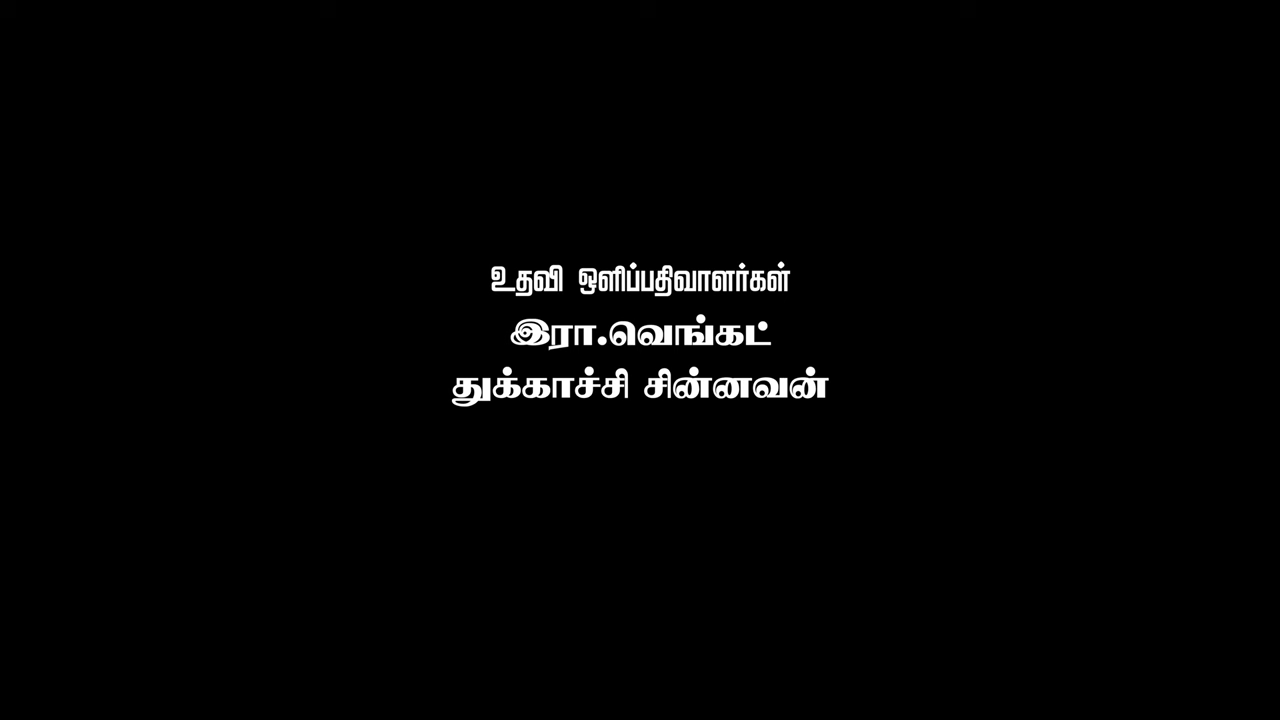 உதவி ஒளிப்பதிவாளர்கள்
இரா.வெங்கட்
துக்காச்சி சின்னவன்